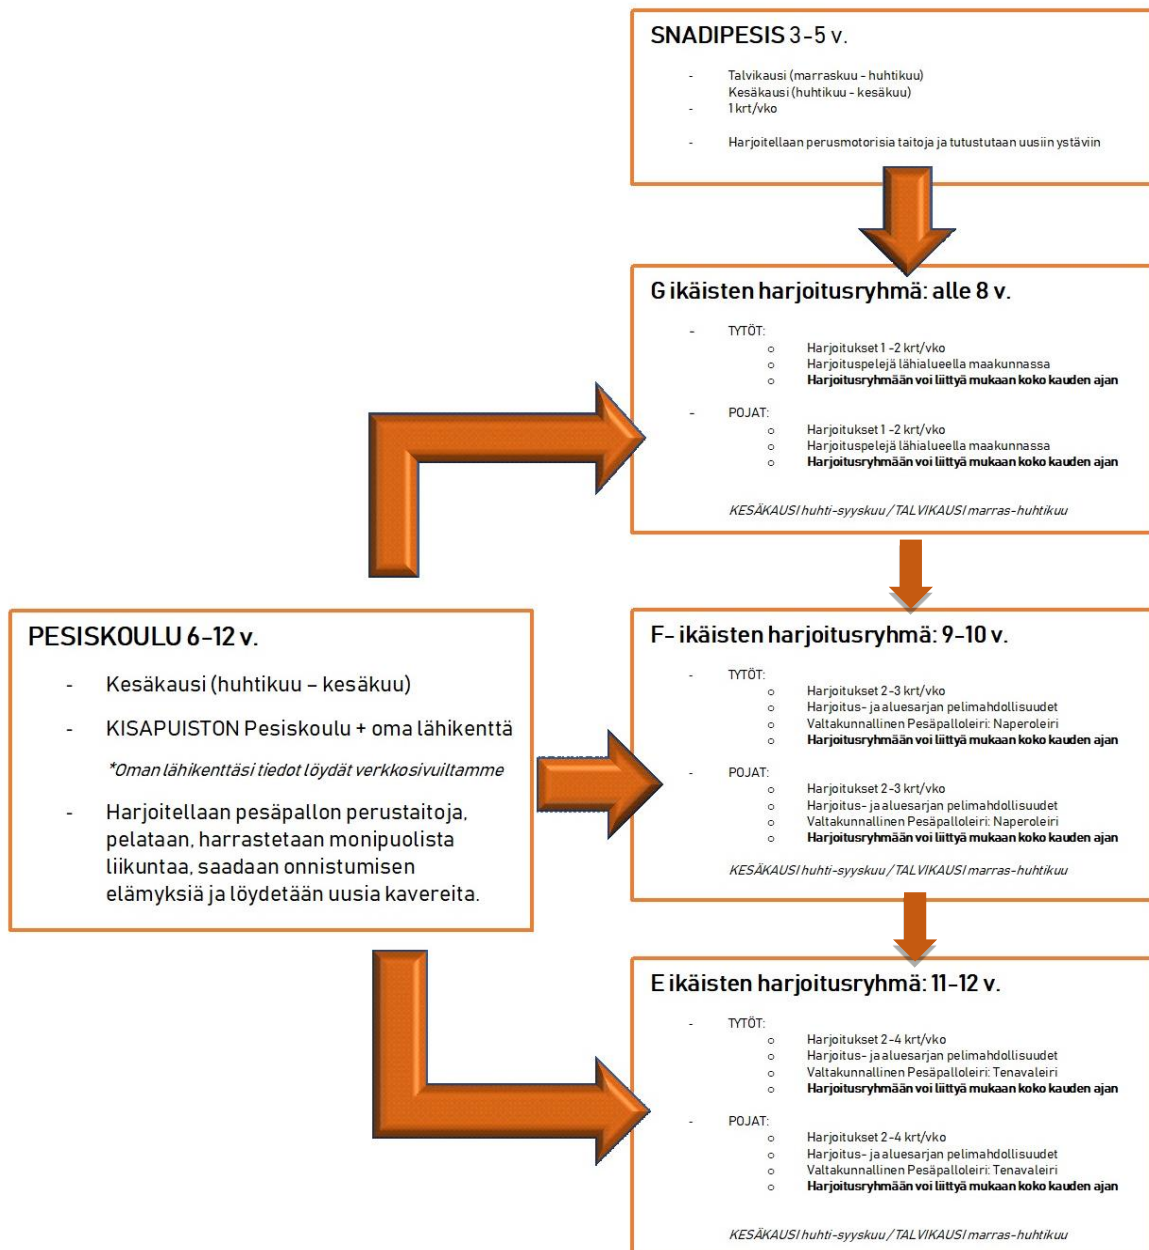 SNADIPESIS 3-5 v.
- Talvikausi (marraskuu - huhtikuu)
Kesäkausi (huhtikuu - kesäkuu)
- 1 krt/vko
- Harjoitellaan perusmotorisia taitoja ja tutustutaan uusiin ystäviin
G ikäisten harjoitusryhmä: alle 8 v.
- TYTÖT:
o Harjoitukset 1 -2 krt/vko
o Harjoituspelejä lähialueella maakunnassa
o Harjoitusryhmään voi liittyä mukaan koko kauden ajan
- POJAT:
o Harjoitukset 1 -2 krt/vko
o Harjoituspelejä lähialueella maakunnassa
o Harjoitusryhmään voi liittyä mukaan koko kauden ajan
KESÄKAUSI huhti-syyskuu / TALVIKAUSI marras-huhtikuu
PESISKOULU 6-12 v.
- Kesäkausi (huhtikuu – kesäkuu)
- KISAPUISTON Pesiskoulu + oma lähikenttä
*Oman lähikenttäsi tiedot löydät verkkosivuiltamme
- Harjoitellaan pesäpallon perustaitoja,
pelataan, harrastetaan monipuolista
liikuntaa, saadaan onnistumisen
elämyksiä ja löydetään uusia kavereita.
F- ikäisten harjoitusryhmä: 9-10 v.
- TYTÖT:
o Harjoitukset 2-3 krt/vko
o Harjoitus- ja aluesarjan pelimahdollisuudet
o Valtakunnallinen Pesäpalloleiri: Naperoleiri
o Harjoitusryhmään voi liittyä mukaan koko kauden ajan
- POJAT:
o Harjoitukset 2-3 krt/vko
o Harjoitus- ja aluesarjan pelimahdollisuudet
o Valtakunnallinen Pesäpalloleiri: Naperoleiri
o Harjoitusryhmään voi liittyä mukaan koko kauden ajan
KESÄKAUSI huhti-syyskuu / TALVIKAUSI marras-huhtikuu
E ikäisten harjoitusryhmä: 11-12 v.
- TYTÖT:
o Harjoitukset 2-4 krt/vko
o Harjoitus- ja aluesarjan pelimahdollisuudet
o Valtakunnallinen Pesäpalloleiri: Tenavaleiri
o Harjoitusryhmään voi liittyä mukaan koko kauden ajan
- POJAT:
o Harjoitukset 2-4 krt/vko
o Harjoitus- ja aluesarjan pelimahdollisuudet
o Valtakunnallinen Pesäpalloleiri: Tenavaleiri
o Harjoitusryhmään voi liittyä mukaan koko kauden ajan
KESÄKAUSI huhti-syyskuu / TALVIKAUSI marras-huhtikuu